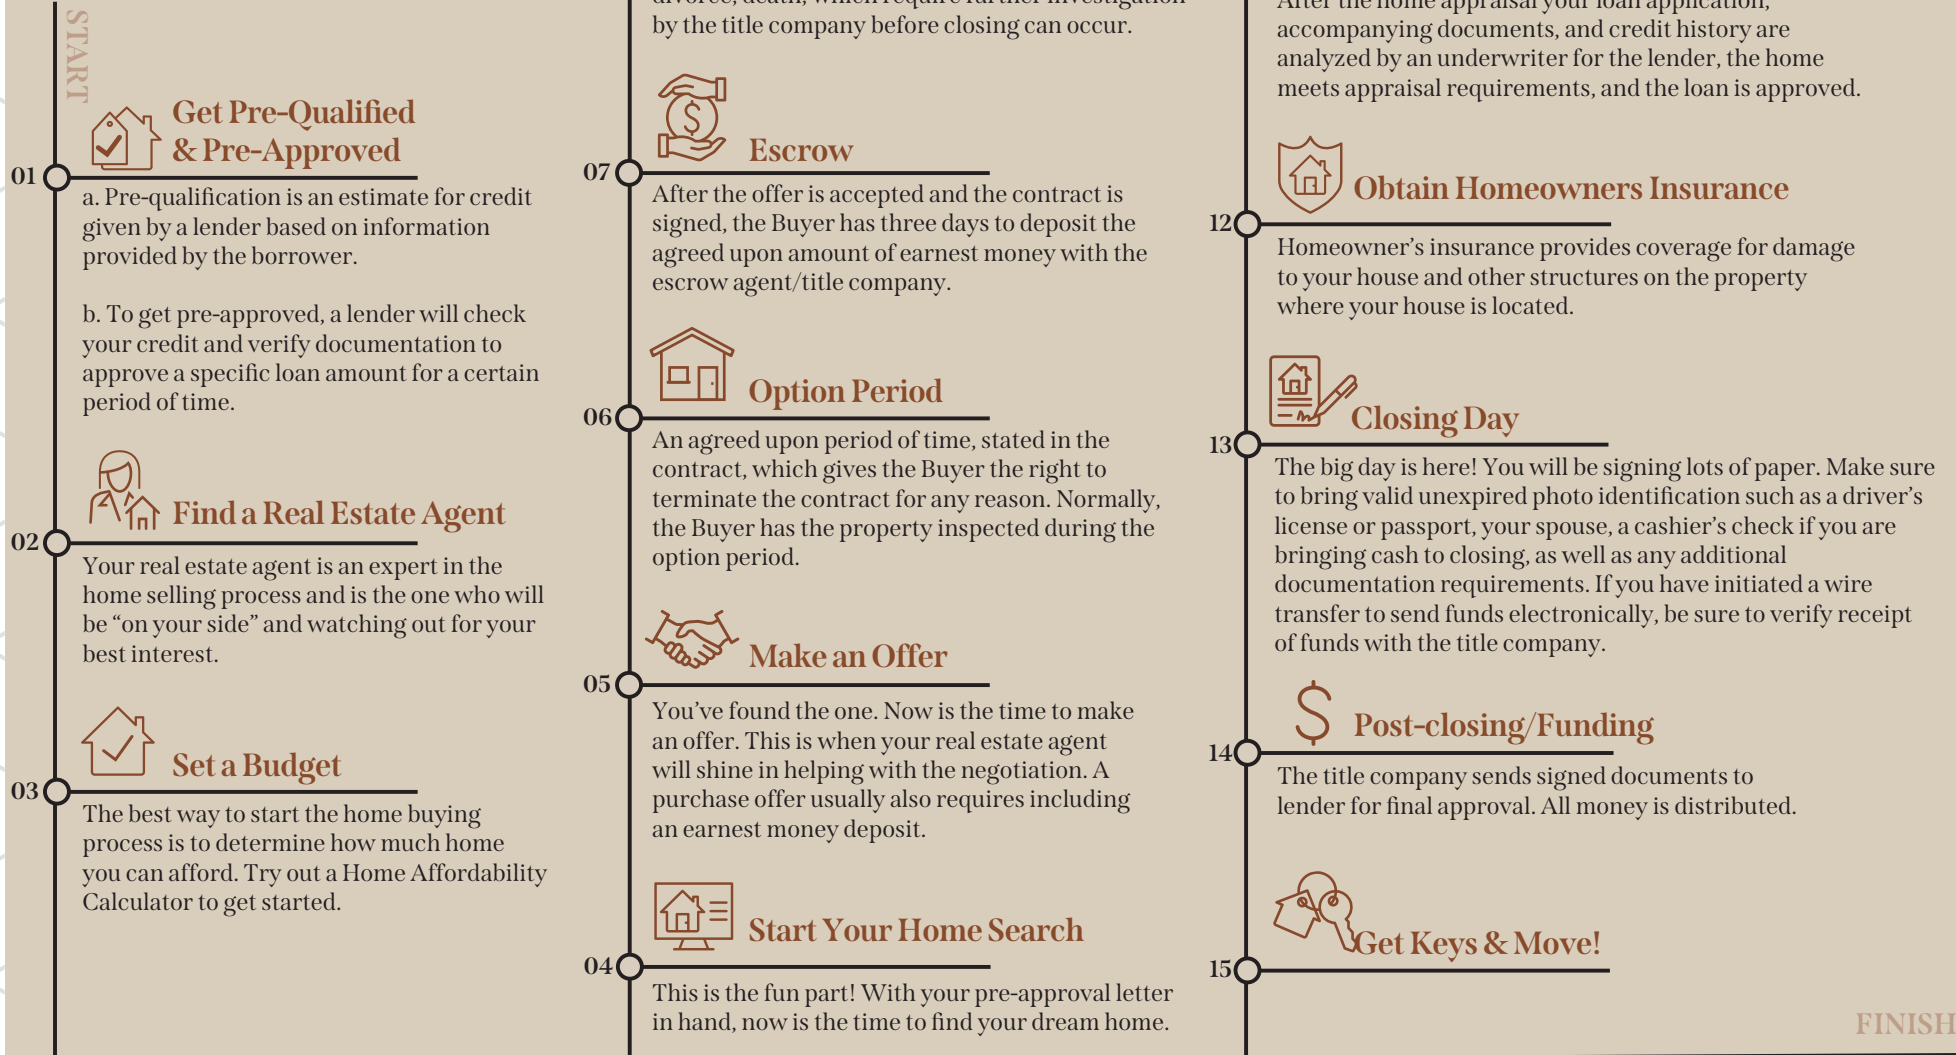 START
Get Pre-Qualified
& Pre-Approved
01
a. Pre-qualification is an estimate for credit
given by a lender based on information
provided by the borrower.
b. To get pre-approved, a lender will check
your credit and verify documentation to
approve a specific loan amount for a certain
period of time.
Find a Real Estate Agent
02
Your real estate agent is an expert in the
home selling process and is the one who will
be “on your side” and watching out for your
best interest.
Set a Budget
03
The best way to start the home buying
process is to determine how much home
you can afford. Try out a Home Affordability
Calculator to get started.
divorce, death, which require further investigation
by the title company before closing can occur.
$
Escrow
07
After the offer is accepted and the contract is
signed, the Buyer has three days to deposit the
agreed upon amount of earnest money with the
escrow agent/title company.
Option Period
06
An agreed upon period of time, stated in the
contract, which gives the Buyer the right to
terminate the contract for any reason. Normally,
the Buyer has the property inspected during the
option period.
Make an Offer
05
You’ve found the one. Now is the time to make
an offer. This is when your real estate agent
will shine in helping with the negotiation. A
purchase offer usually also requires including
an earnest money deposit.
Start Your Home Search
04
This is the fun part! With your pre-approval letter
in hand, now is the time to find your dream home.
After the home appraisal your loan application,
accompanying documents, and credit history are
analyzed by an underwriter for the lender, the home
meets appraisal requirements, and the loan is approved.
Obtain Homeowners Insurance
12
Homeowner’s insurance provides coverage for damage
to your house and other structures on the property
where your house is located.
Closing Day
13
The big day is here! You will be signing lots of paper. Make sure
to bring valid unexpired photo identification such as a driver’s
license or passport, your spouse, a cashier’s check if you are
bringing cash to closing, as well as any additional
documentation requirements. If you have initiated a wire
transfer to send funds electronically, be sure to verify receipt
of funds with the title company.
$
Post-closing/Funding
14
The title company sends signed documents to
lender for final approval. All money is distributed.
Get Keys & Move!
15
FINISH